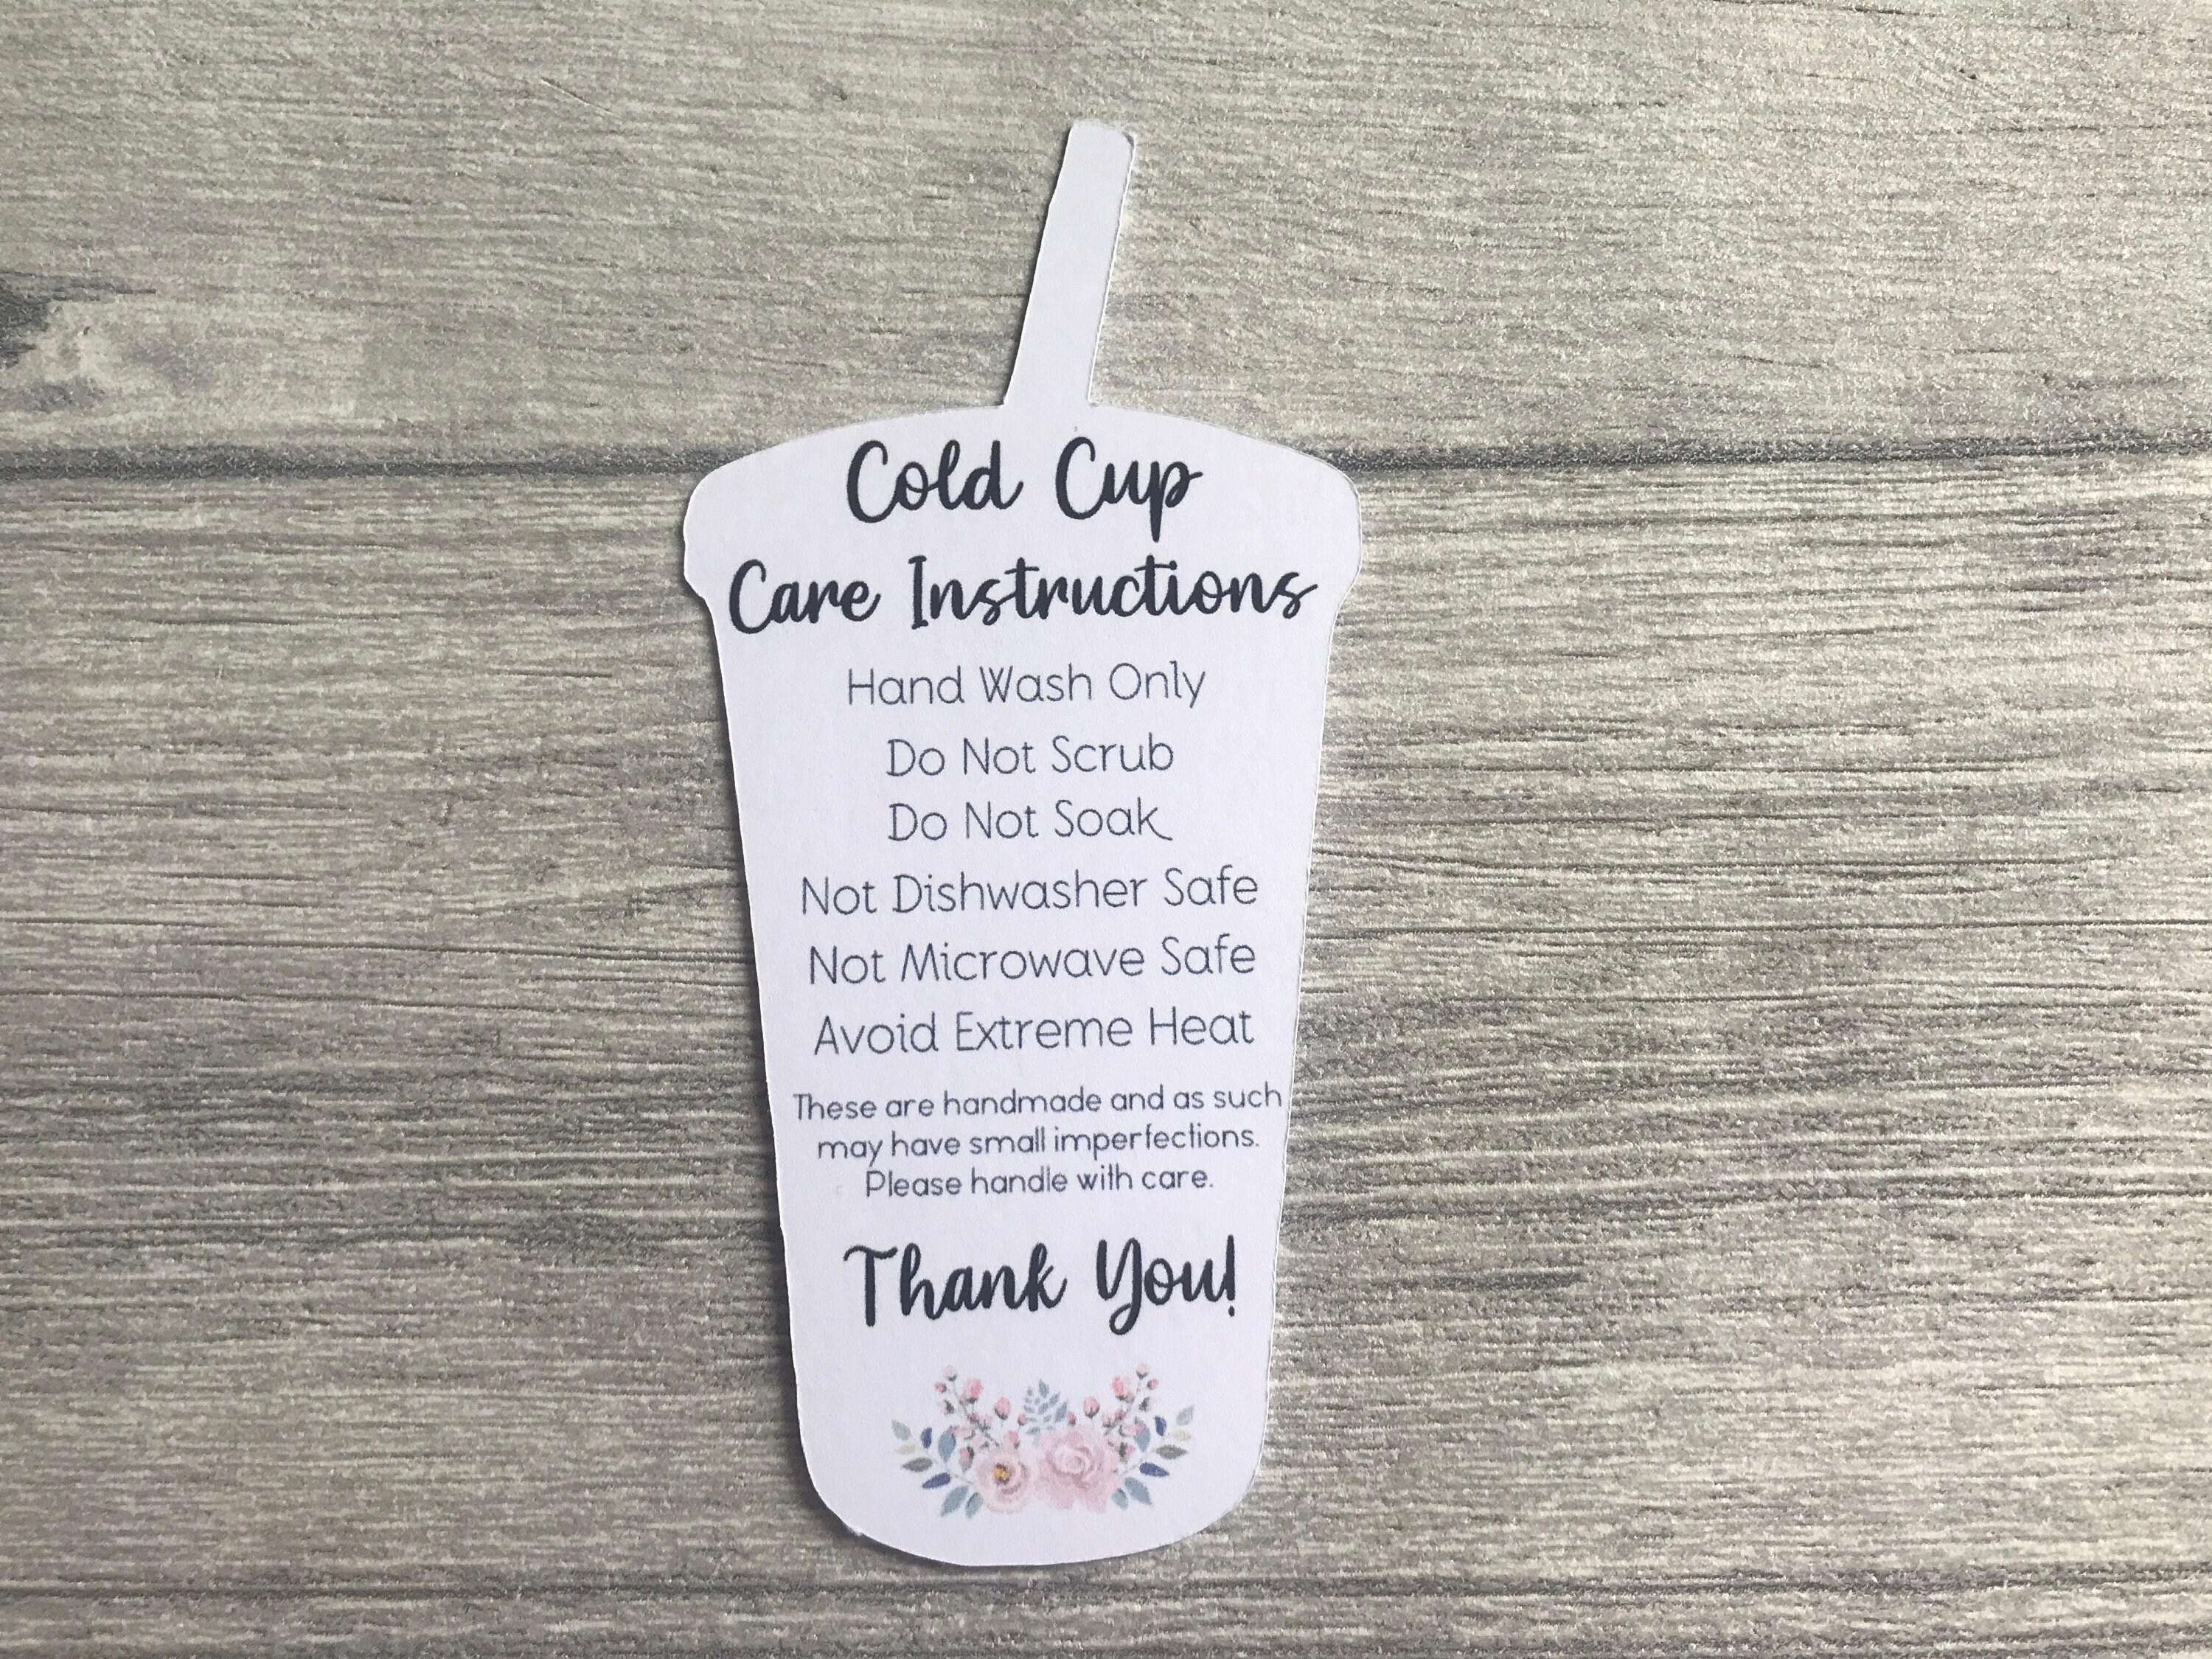 Cold Cup
Care Instructions
Hand Wash Only
Do Not Scrub
Do Not Soak
Not Dishwasher Safe
Not Microwave Safe
Avoid Extreme Heat
These are handmade and as such
may have small imperfections.
Please handle with care.
Thank You!